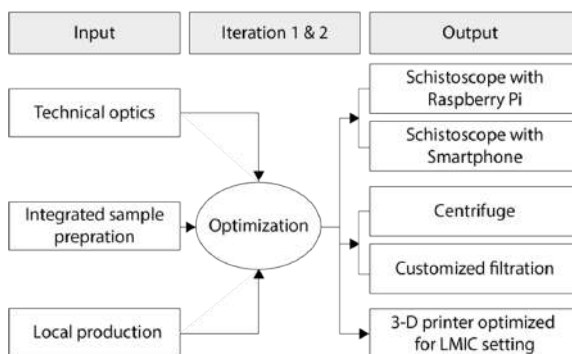 Input
Iteration 1 & 2
Output
Technical optics
Integrated sample
prepration
Local production
Optimization
Schistoscope with
Raspberry Pi
Schistoscope with
Smartphone
Centrifuge
Customized filtration
3-D printer optimized
for LMIC setting